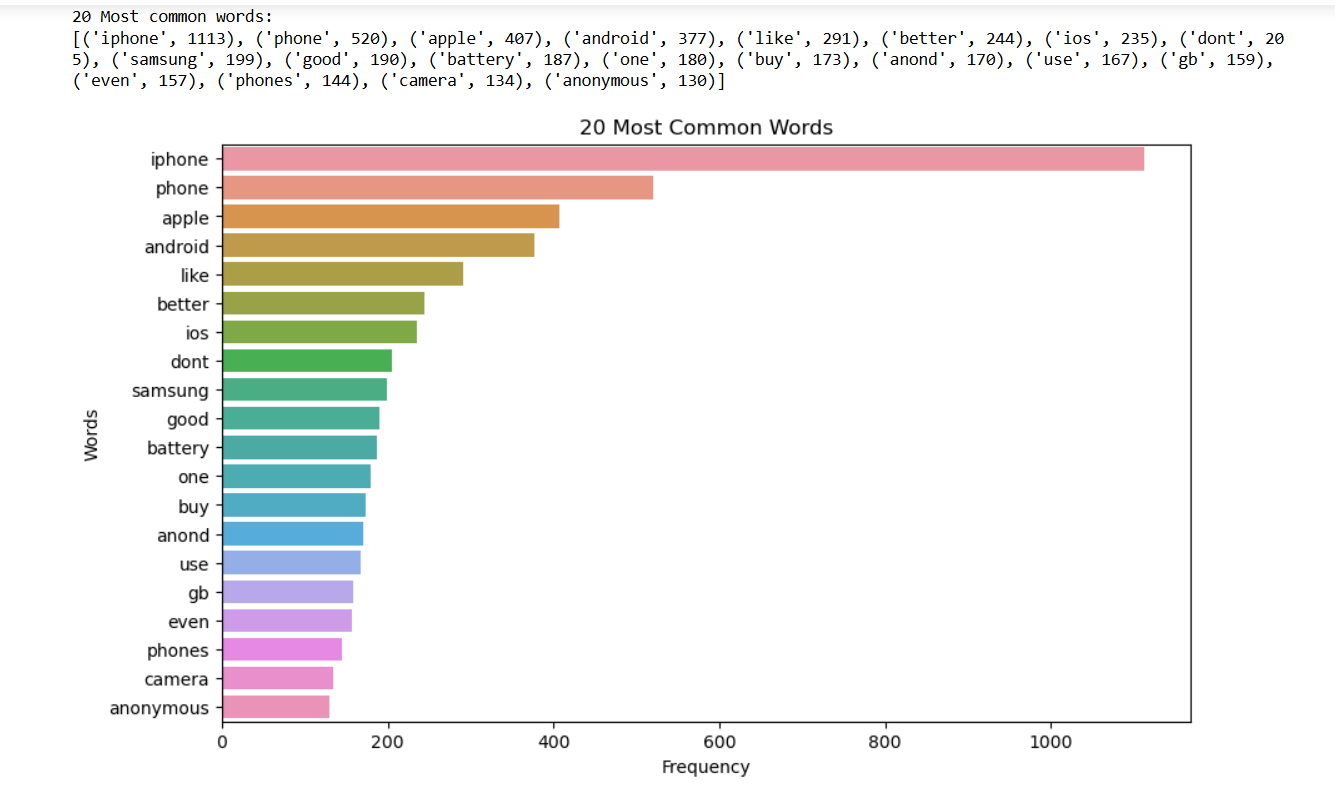 20 Most common words:
[('iphone', 1113), ('phone', 520), ('apple', 407), ('android', 377), ('like', 291), ('better', 244), ('ios', 235), ('dont', 20
5), ('samsung', 199), ('good', 190), ('battery', 187), ('one', 180), ('buy', 173), ('anond', 170), ('use', 167), ('gb', 159),
('even', 157), ('phones', 144), ('camera', 134), ('anonymous', 130)]
20 Most Common Words
iphone
phone
apple
android
like
better
ios
dont
samsung
good
battery
one
buy
anond
use
gb
even
phones
camera
anonymous
Words
0 200 400 600 800 1000
Frequency